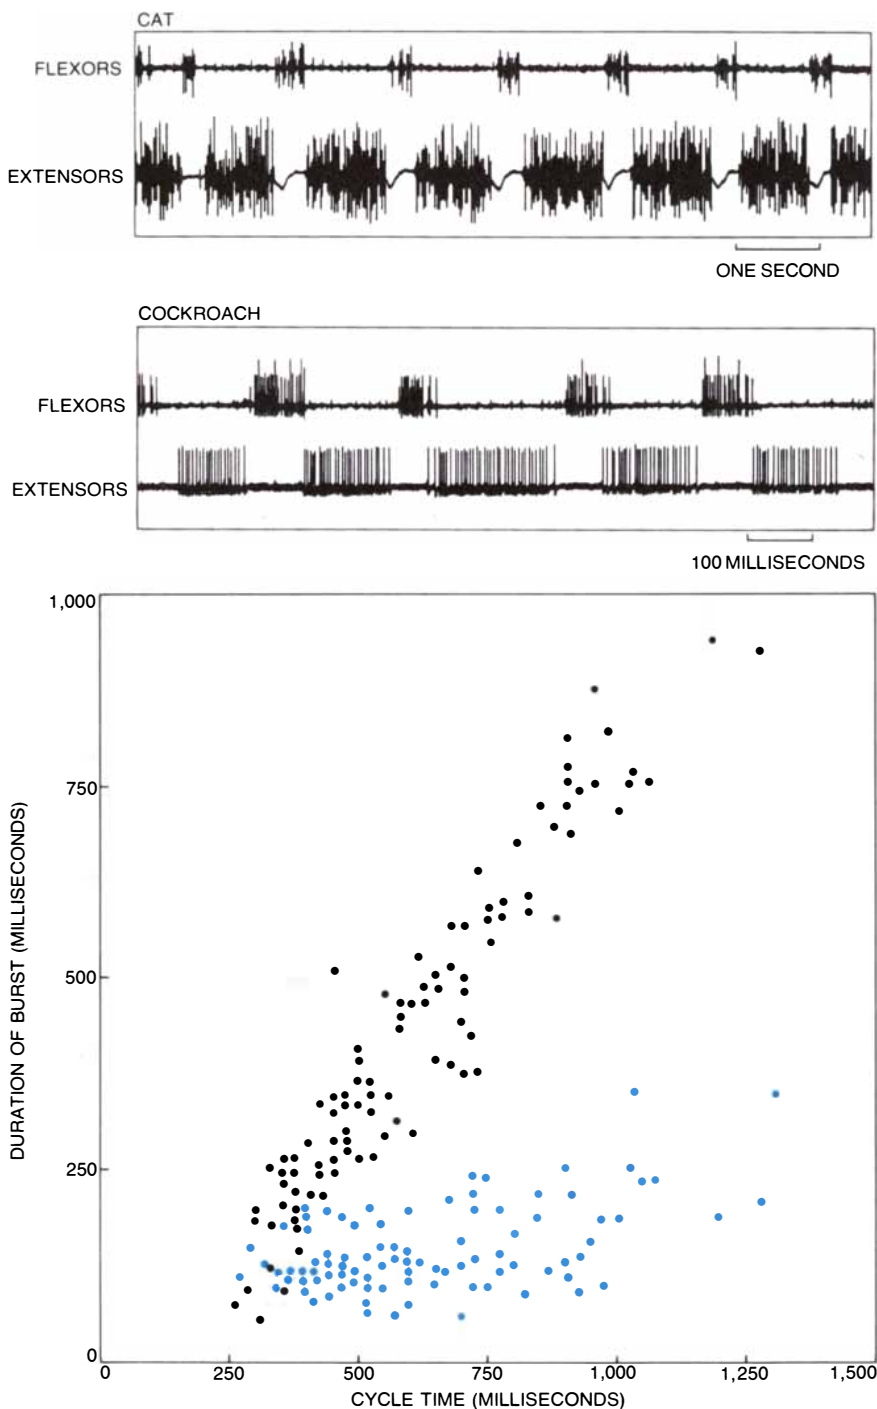 CAT
FLEXORS
EXTENSORS
ONE SECOND
COCKROACH
FLEXORS
EXTENSORS
100 MILLISECONDS
1,000
750
500
250
0
DURATION OF BURST (MILLISECONDS)
0 250 500 750 1,000 1,250 1,500
CYCLE TIME (MILLISECONDS)